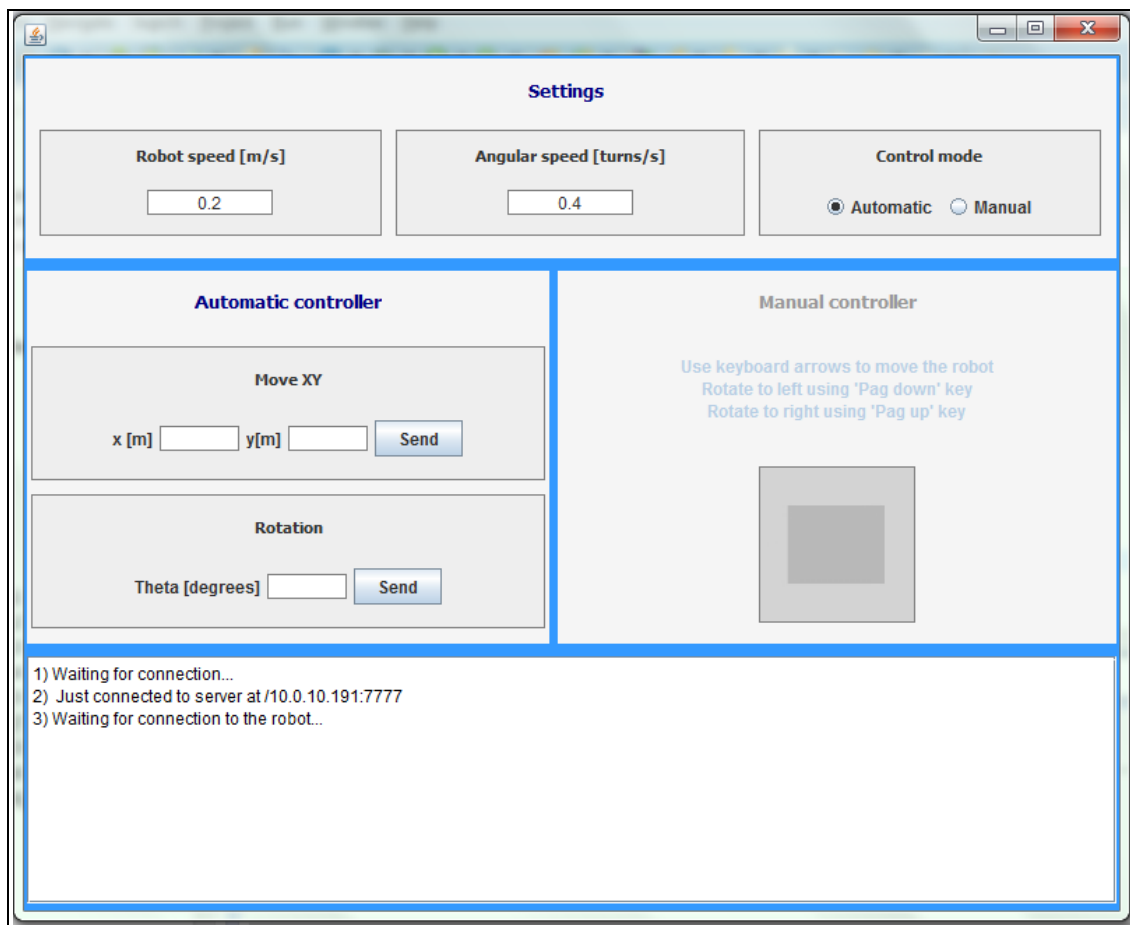 Settings
Robot speed [m/s]
0.2
Angular speed [turns/s]
0.4
Control mode
Automatic
Manual
Automatic controller
Move XY
x [m]
y[m]
Send
Rotation
Theta [degrees]
Send
Manual controller
Use keyboard arrows to move the robot
Rotate to left using 'Pag down' key
Rotate to right using 'Pag up' key
1) Waiting for connection...
2) Just connected to server at /10.0.10.191:7777
3) Waiting for connection to the robot...